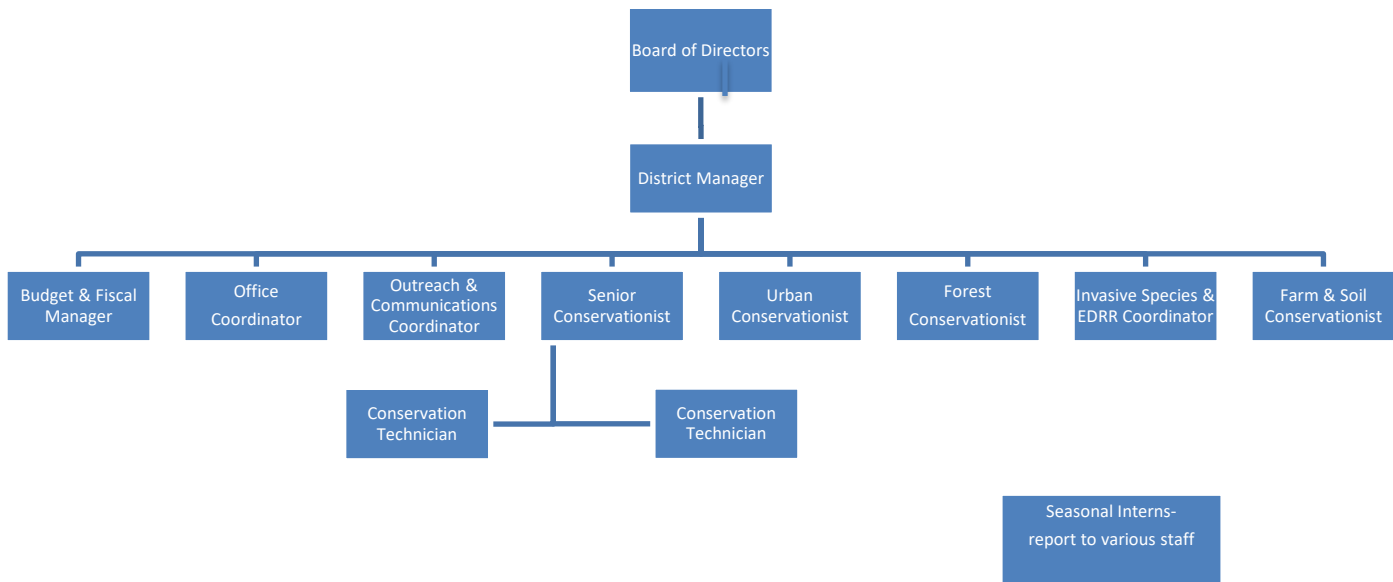 Board of Directors
District Manager
Budget & Fiscal
Manager
Office
Coordinator
Outreach &
Communications
Coordinator
Senior
Conservationist
Urban
Conservationist
Forest
Conservationist
Invasive Species &
EDRR Coordinator
Farm & Soil
Conservationist
Conservation
Technician
Conservation
Technician
Seasonal Interns-
report to various staff